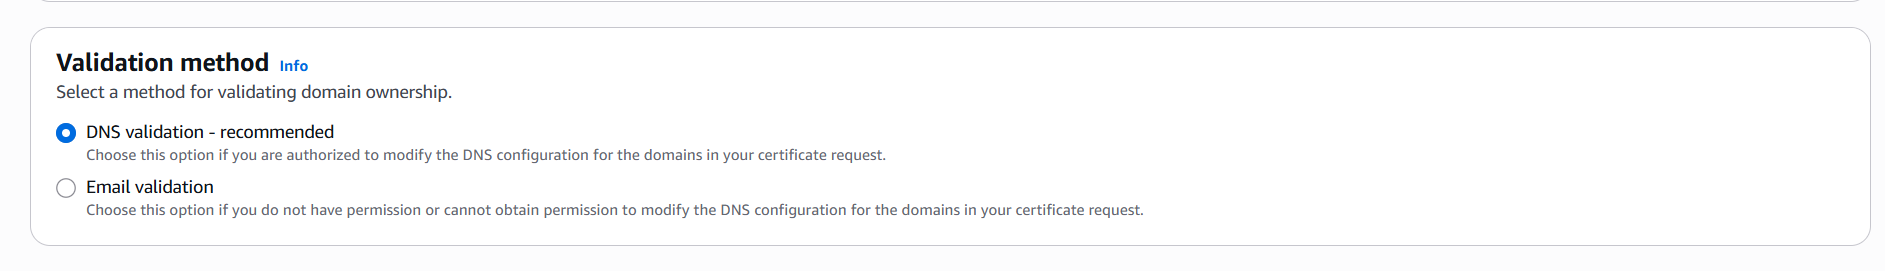 Validation method Info
Select a method for validating domain ownership.
DNS validation - recommended
Choose this option if you are authorized to modify the DNS configuration for the domains in your certificate request.
Email validation
Choose this option if you do not have permission or cannot obtain permission to modify the DNS configuration for the domains in your certificate request.